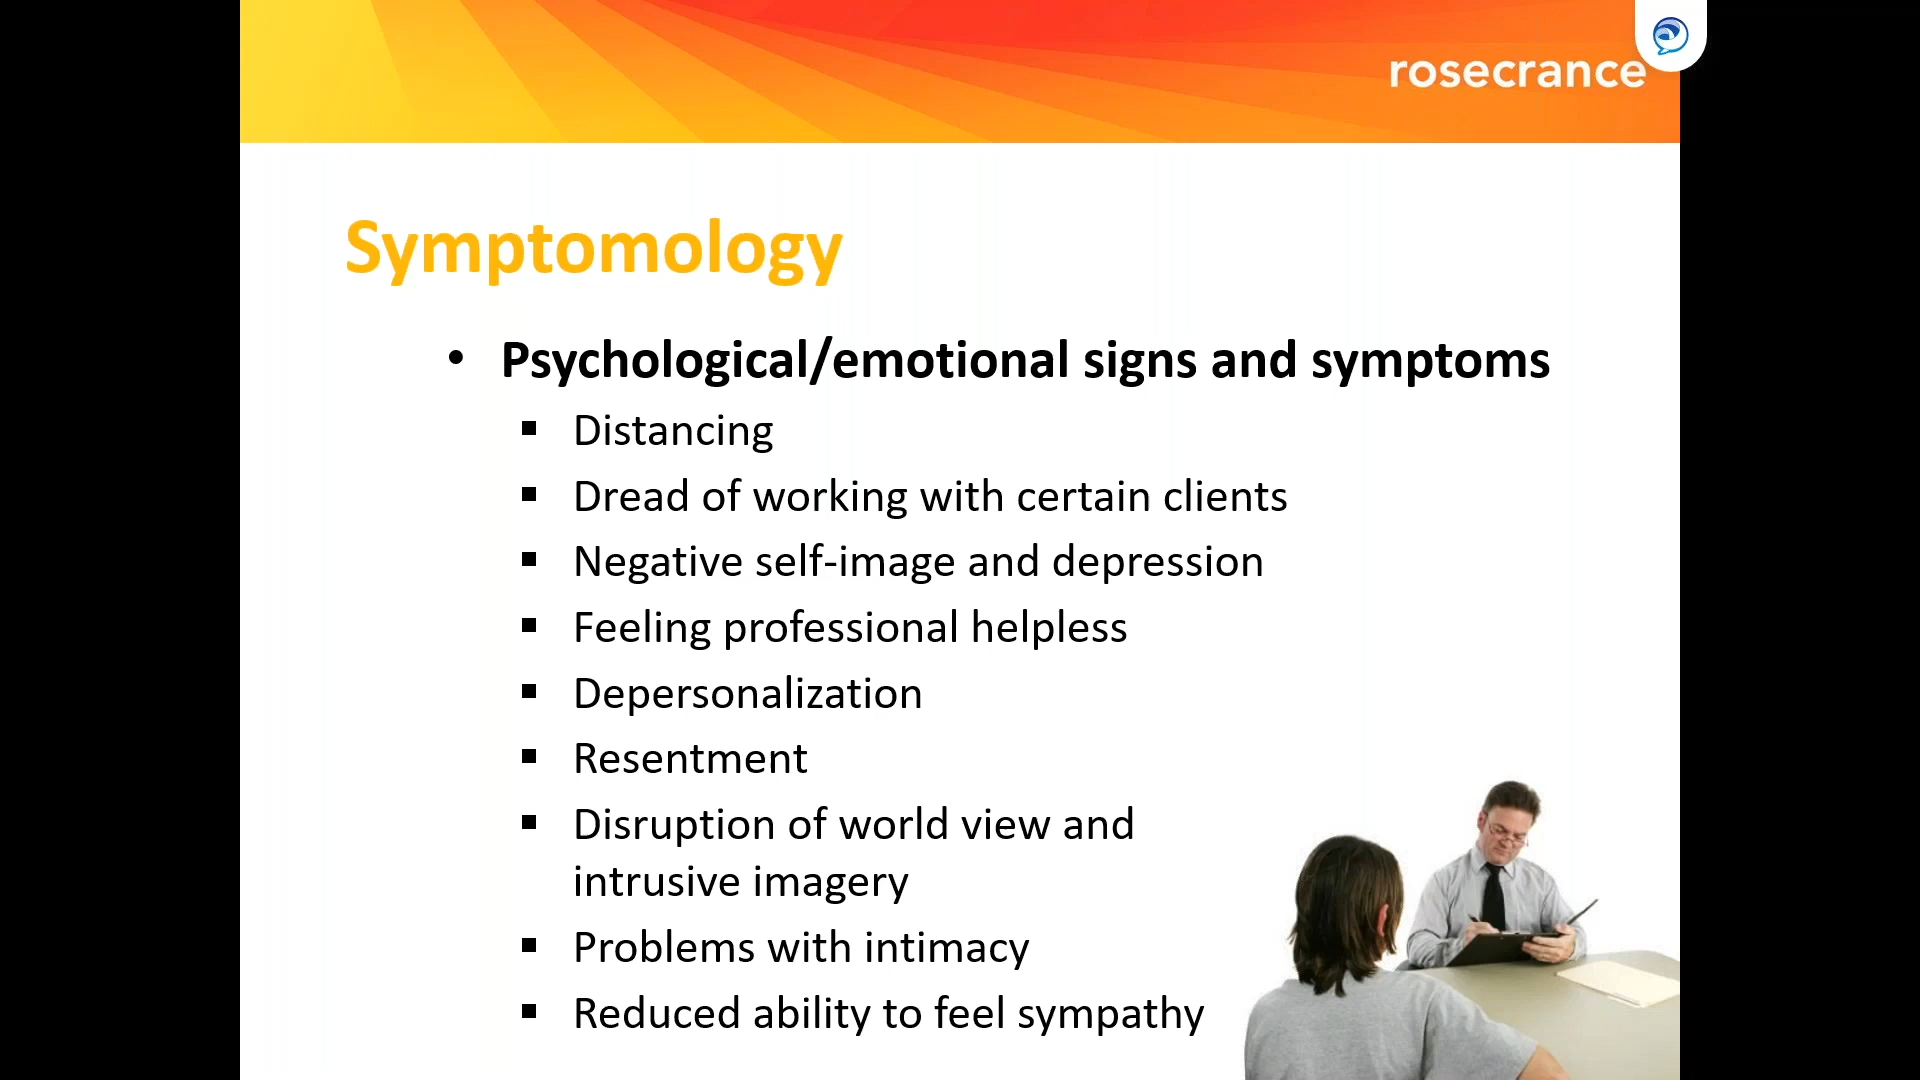 rosecrance
Symptomology
• Psychological/emotional signs and symptoms
▪ Distancing
▪ Dread of working with certain clients
▪ Negative self-image and depression
▪ Feeling professional helpless
▪ Depersonalization
▪ Resentment
▪ Disruption of world view and
intrusive imagery
▪ Problems with intimacy
▪ Reduced ability to feel sympathy